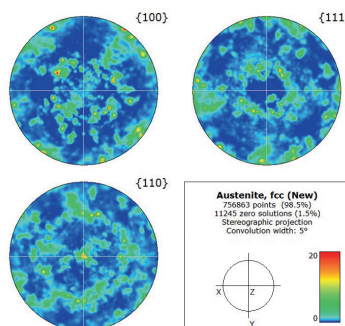 {100}
{111
{110}
Austenite, fcc (New)
756863 points (98.5%)
11245 zero solutions (1.5%)
Stereographic projection
Convolution width: 5°
20
0
X
Z
Y